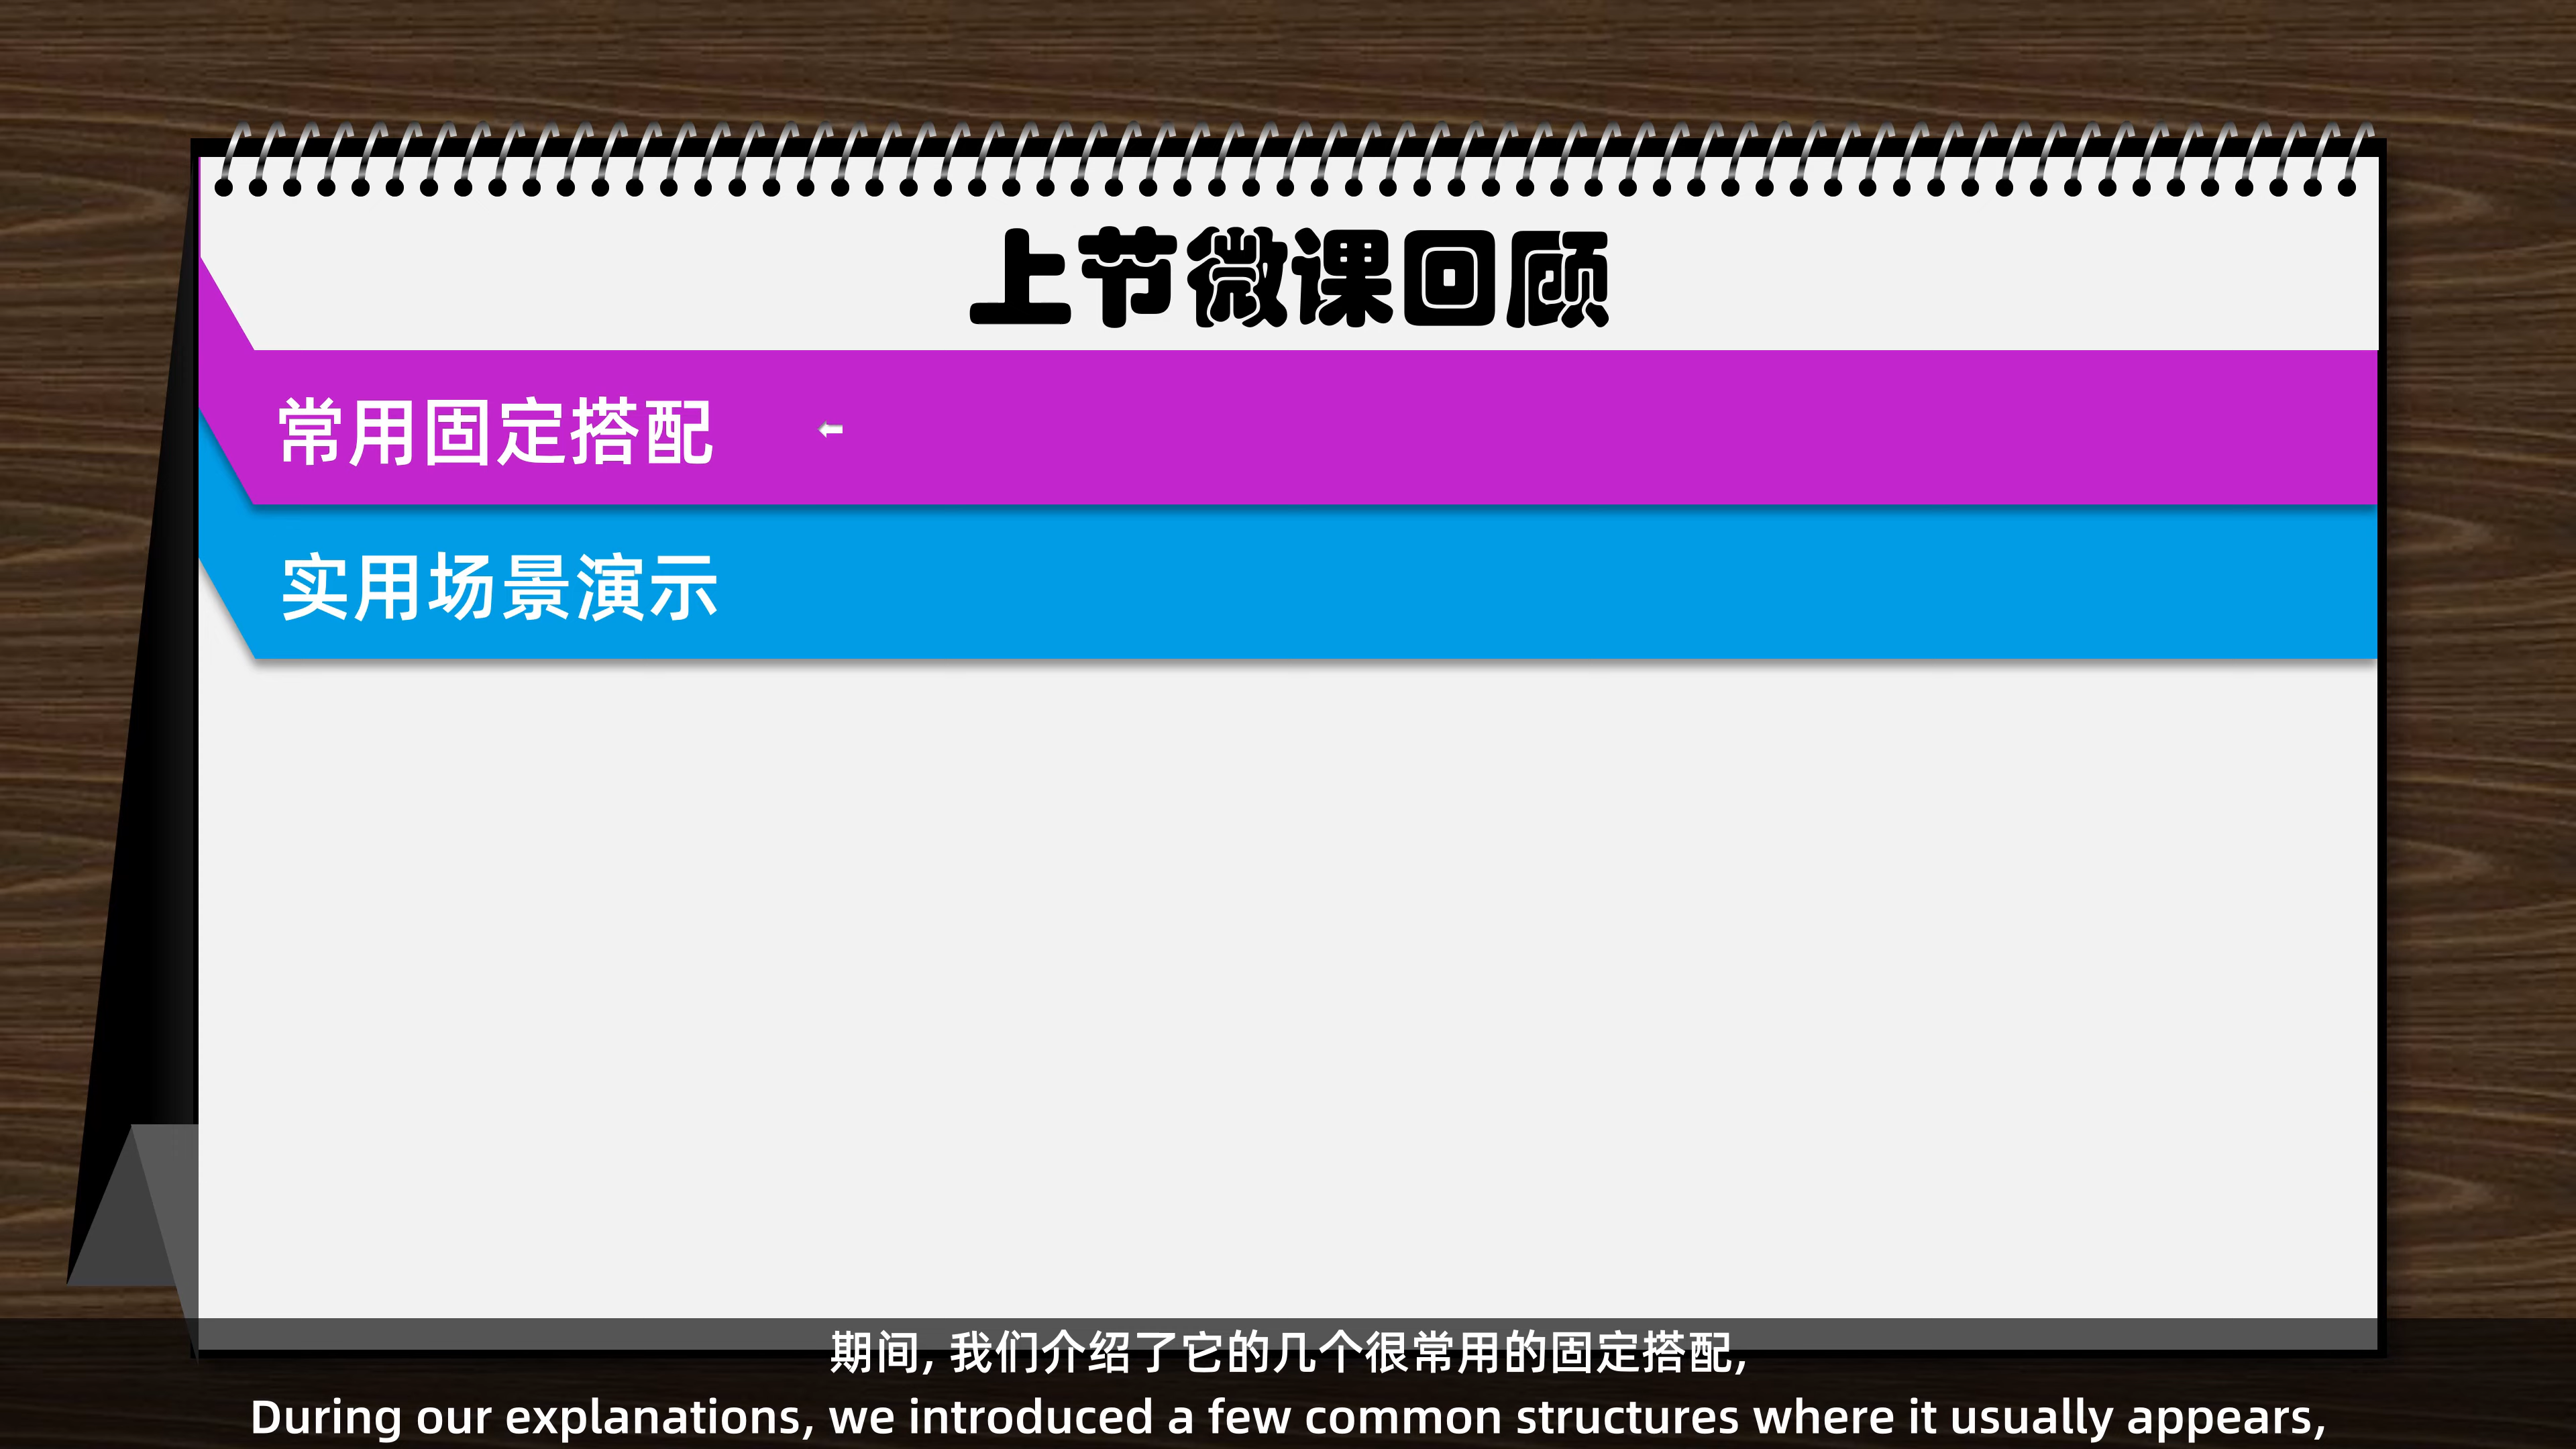 上节微课回顾
常用固定搭配
实用场景演示
期间, 我们介绍了它的几个很常用的固定搭配,
During our explanations, we introduced a few common structures where it usually appears,